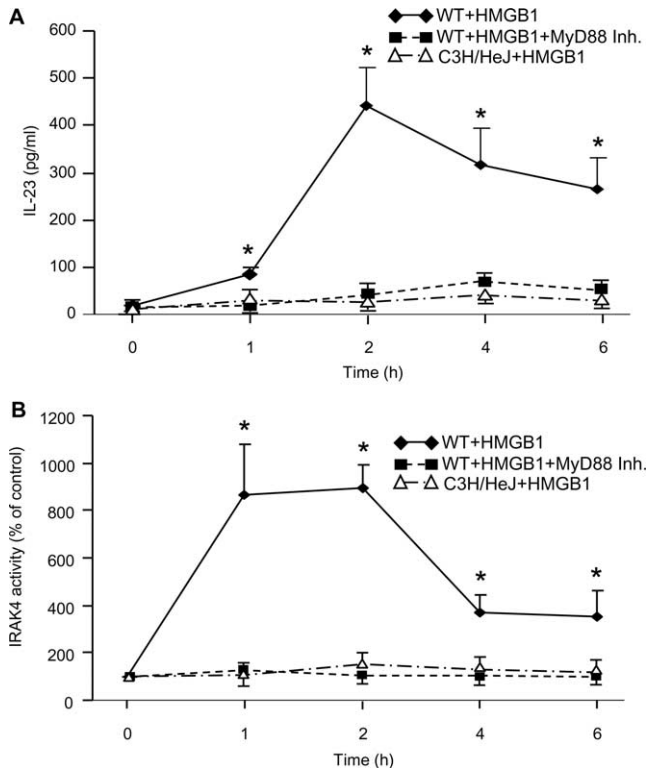 A
WT+HMGB1
WT+HMGB1+MyD88 Inh.
C3H/HeJ+HMGB1
600
500
400
300
200
100
0
IL-23 (pg/ml)
* * * * *
0 1 2 4 6
Time (h)
B
WT+HMGB1
WT+HMGB1+MyD88 Inh.
C3H/HeJ+HMGB1
1200
1000
800
600
400
200
0
IRAK4 activity (% of control)
* * * *
0 1 2 4 6
Time (h)